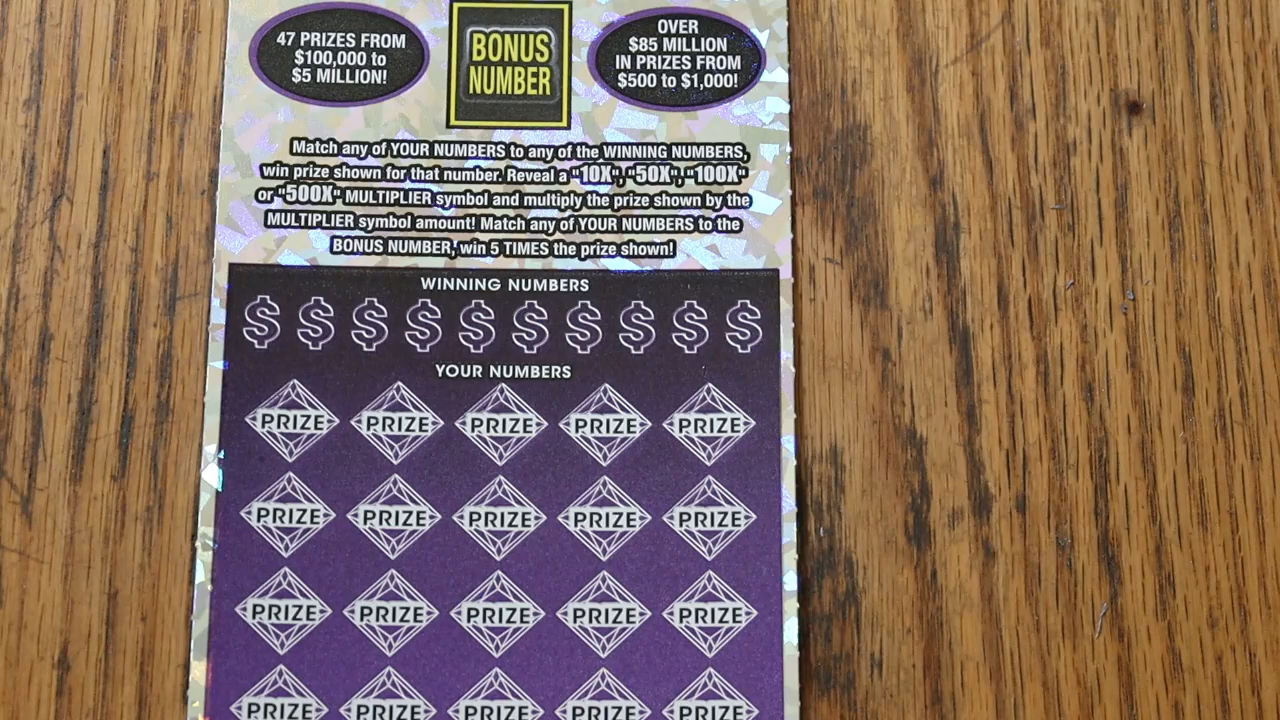 47 PRIZES FROM
$100,000 to
$5 MILLION!
BONUS
NUMBER
OVER
$85 MILLION
IN PRIZES FROM
$500 to $1,000!
Match any of YOUR NUMBERS to any of the WINNING NUMBERS,
win prize shown for that number. Reveal a "10X", "50X", "100X"
or "500X" MULTIPLIER symbol and multiply the prize shown by the
MULTIPLIER symbol amount! Match any of YOUR NUMBERS to the
BONUS NUMBER, win 5 TIMES the prize shown!
WINNING NUMBERS
$ $ $ $ $ $ $ $ $ $
YOUR NUMBERS
PRIZE PRIZE PRIZE PRIZE PRIZE
PRIZE PRIZE PRIZE PRIZE PRIZE
PRIZE PRIZE PRIZE PRIZE PRIZE
PRIZE PRIZE PRIZE PRIZE PRIZE